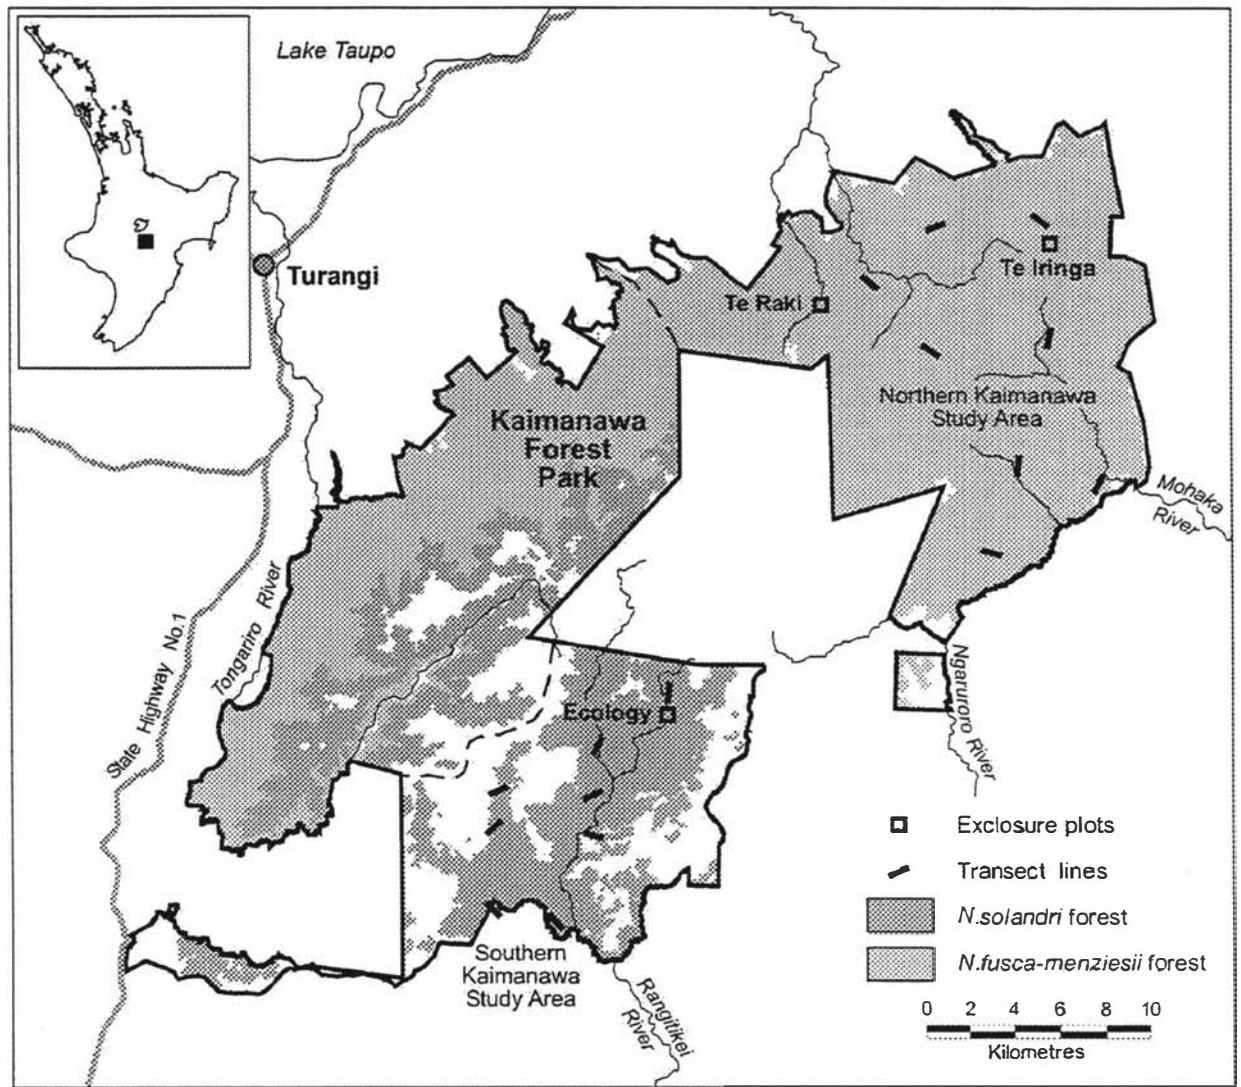 Lake Taupo
Turangi
Te Iringa
Te Raki
Northern Kaimanawa
Study Area
Kaimanawa
Forest
Park
Mohaka
River
Tongariro River
State Highway No.1
Ecology
Ngaruroro River
Southern
Kaimanawa
Study Area
Rangitikei
River
Exclosure plots
Transect lines
N.solandri forest
N.fusca-menziesii forest
0 2 4 6 8 10
Kilometres